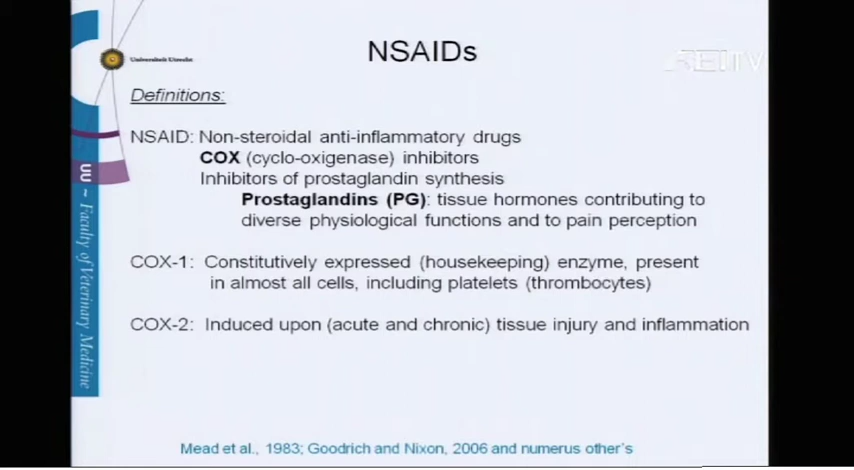 NSAIDs
Universiteit Utrecht
Definitions:
NSAID: Non-steroidal anti-inflammatory drugs
COX (cyclo-oxigenase) inhibitors
Inhibitors of prostaglandin synthesis
Prostaglandins (PG): tissue hormones contributing to
diverse physiological functions and to pain perception
COX-1: Constitutively expressed (housekeeping) enzyme, present
in almost all cells, including platelets (thrombocytes)
COX-2: Induced upon (acute and chronic) tissue injury and inflammation
UU ~ Faculty of Veterinary Medicine
Mead et al., 1983; Goodrich and Nixon, 2006 and numerus other's